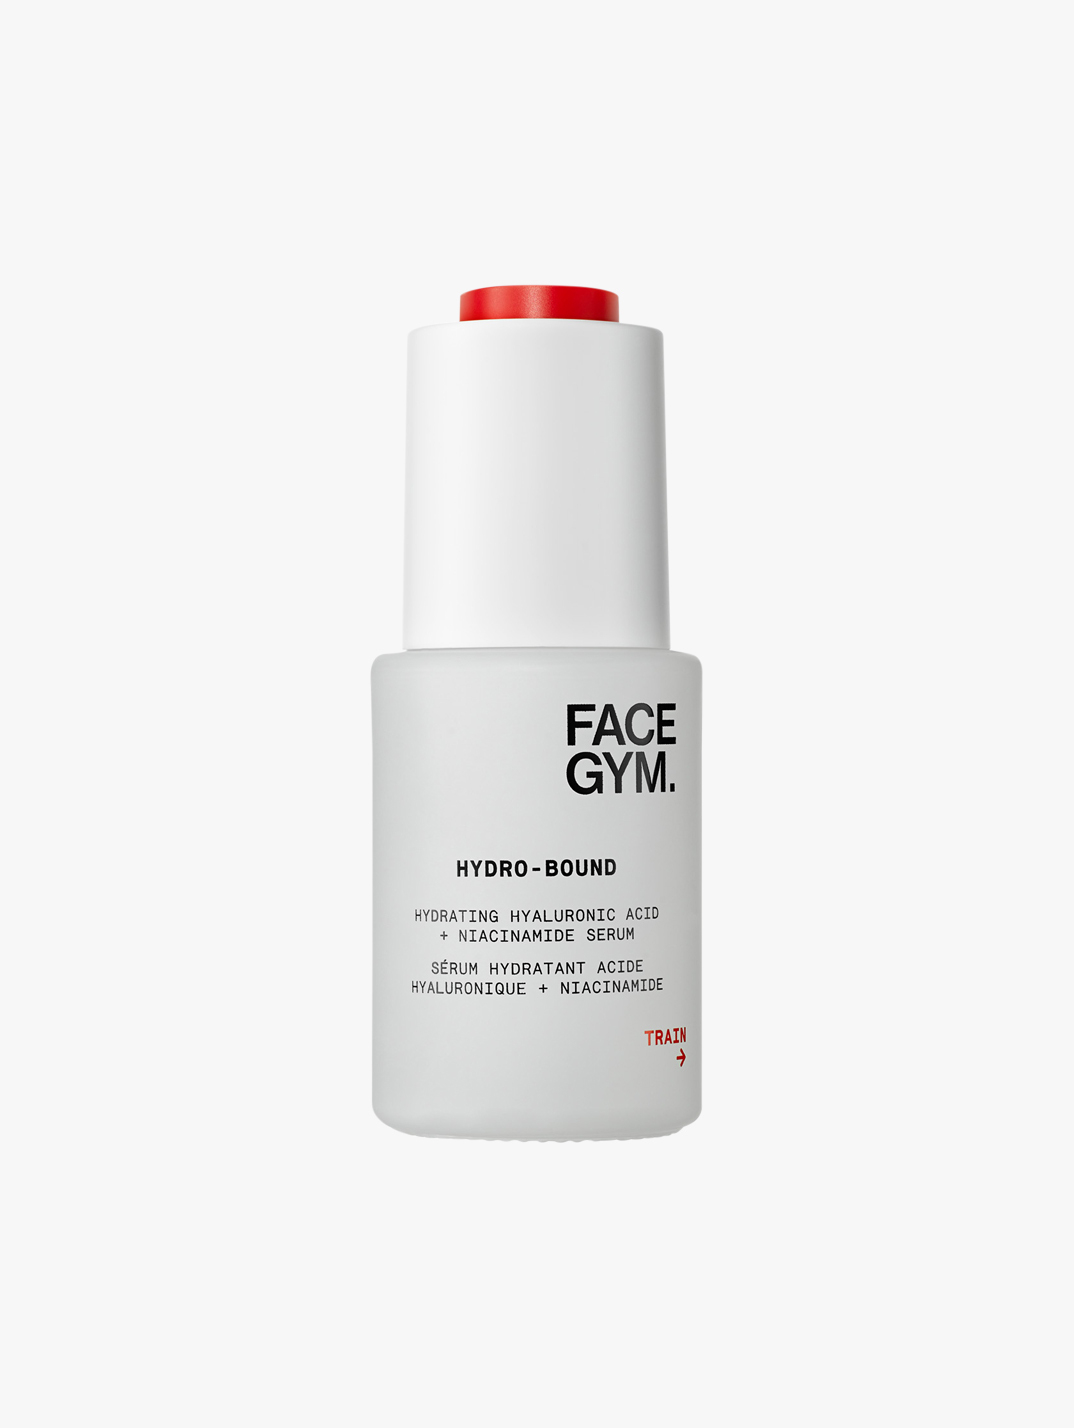 FACE
GYM.
HYDRO-BOUND
HYDRATING HYALURONIC ACID
+ NIACINAMIDE SERUM
SÉRUM HYDRATANT ACIDE
HYALURONIQUE + NIACINAMIDE
TRAIN
→